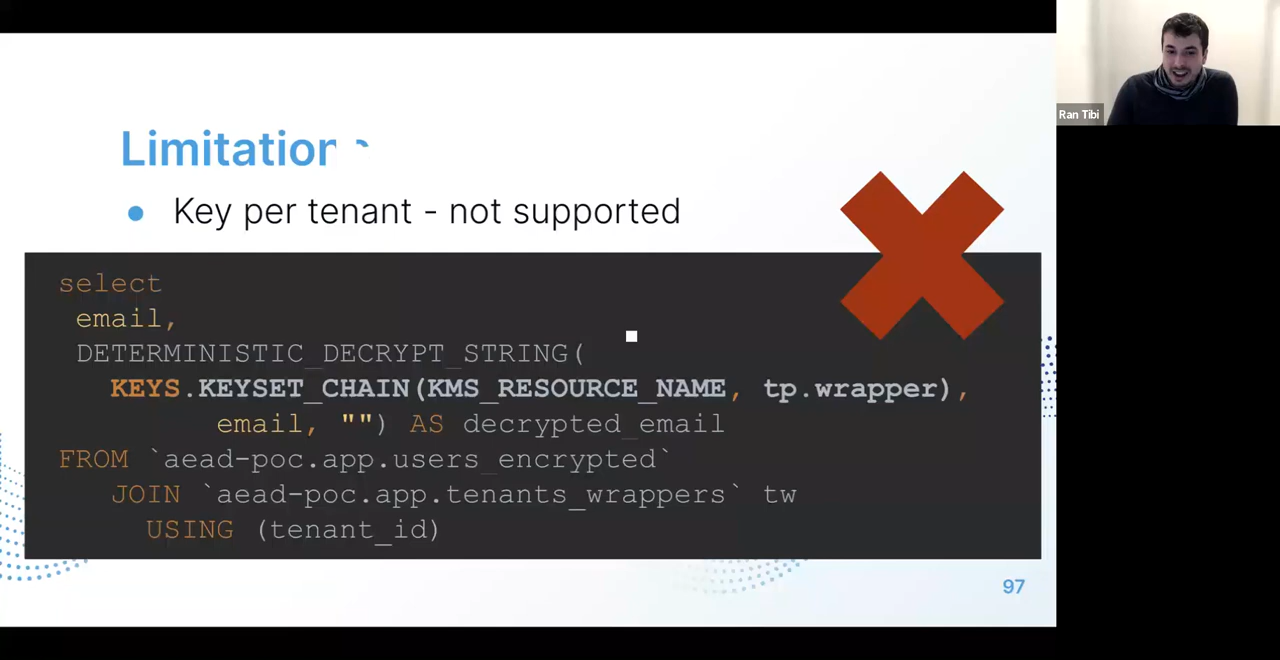 Limitation
Key per tenant - not supported
select
email,
DETERMINISTIC_DECRYPT_STRING(
KEYS.KEYSET_CHAIN(KMS_RESOURCE_NAME, tp.wrapper),
email, "") AS decrypted_email
FROM `aead-poc.app.users_encrypted`
JOIN `aead-poc.app.tenants_wrappers` tw
USING (tenant_id)
97
Ran Tibi